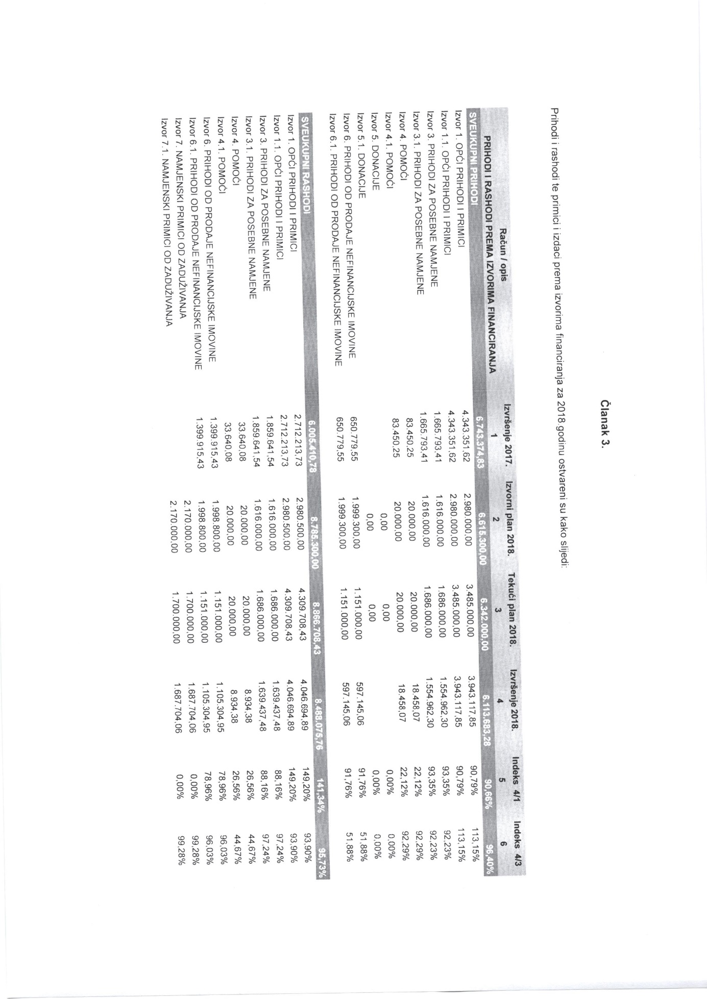 Članak 3.
Prihodi i rashodi te primici i izdaci prema izvorima financiranja za 2018.godinu ostvareni su kako slijedi:
Račun / opis Izvršenje 2017. Izvorni plan 2018. Tekući plan 2018. Izvršenje 2018. Indeks 4/1 Indeks 4/3
PRIHODI I RASHODI PREMA IZVORIMA FINANCIRANJA 1 2 3 4 5 6
SVEUKUPNI PRIHODI 6.743.374,83 6.615.300,00 6.342.000,00 6.113.683,28 90,66% 96,40%
Izvor 1. OPĆI PRIHODI I PRIMICI 4.343.351,62 2.980.000,00 3.485.000,00 3.943.117,85 90,79% 113,15%
Izvor 1.1. OPĆI PRIHODI I PRIMICI 4.343.351,62 2.980.000,00 3.485.000,00 3.943.117,85 90,79% 113,15%
Izvor 3. PRIHODI ZA POSEBNE NAMJENE 1.665.793,41 1.616.000,00 1.686.000,00 1.554.962,30 93,35% 92,23%
Izvor 3.1. PRIHODI ZA POSEBNE NAMJENE 1.665.793,41 1.616.000,00 1.686.000,00 1.554.962,30 93,35% 92,23%
Izvor 4. POMOĆI 83.450,25 20.000,00 20.000,00 18.458,07 22,12% 92,29%
Izvor 4.1. POMOĆI 83.450,25 20.000,00 20.000,00 18.458,07 22,12% 92,29%
Izvor 5. DONACIJE 0,00 0,00 0,00% 0,00%
Izvor 5.1. DONACIJE 0,00 0,00 0,00% 0,00%
Izvor 6. PRIHODI OD PRODAJE NEFINANCIJSKE IMOVINE 650.779,55 1.999.300,00 1.151.000,00 597.145,06 91,76% 51,88%
Izvor 6.1. PRIHODI OD PRODAJE NEFINANCIJSKE IMOVINE 650.779,55 1.999.300,00 1.151.000,00 597.145,06 91,76% 51,88%
SVEUKUPNI RASHODI 6.005.410,78 8.785.300,00 8.866.708,43 8.488.075,76 141,34% 95,73%
Izvor 1. OPĆI PRIHODI I PRIMICI 2.712.213,73 2.980.500,00 4.309.708,43 4.046.694,89 149,20% 93,90%
Izvor 1.1. OPĆI PRIHODI I PRIMICI 2.712.213,73 2.980.500,00 4.309.708,43 4.046.694,89 149,20% 93,90%
Izvor 3. PRIHODI ZA POSEBNE NAMJENE 1.859.641,54 1.616.000,00 1.686.000,00 1.639.437,48 88,16% 97,24%
Izvor 3.1. PRIHODI ZA POSEBNE NAMJENE 1.859.641,54 1.616.000,00 1.686.000,00 1.639.437,48 88,16% 97,24%
Izvor 4. POMOĆI 33.640,08 20.000,00 20.000,00 8.934,38 26,56% 44,67%
Izvor 4.1. POMOĆI 33.640,08 20.000,00 20.000,00 8.934,38 26,56% 44,67%
Izvor 6. PRIHODI OD PRODAJE NEFINANCIJSKE IMOVINE 1.399.915,43 1.998.800,00 1.151.000,00 1.105.304,95 78,96% 96,03%
Izvor 6.1. PRIHODI OD PRODAJE NEFINANCIJSKE IMOVINE 1.399.915,43 1.998.800,00 1.151.000,00 1.105.304,95 78,96% 96,03%
Izvor 7. NAMJENSKI PRIMICI OD ZADUŽIVANJA 2.170.000,00 1.700.000,00 1.687.704,06 0,00% 99,28%
Izvor 7.1. NAMJENSKI PRIMICI OD ZADUŽIVANJA 2.170.000,00 1.700.000,00 1.687.704,06 0,00% 99,28%